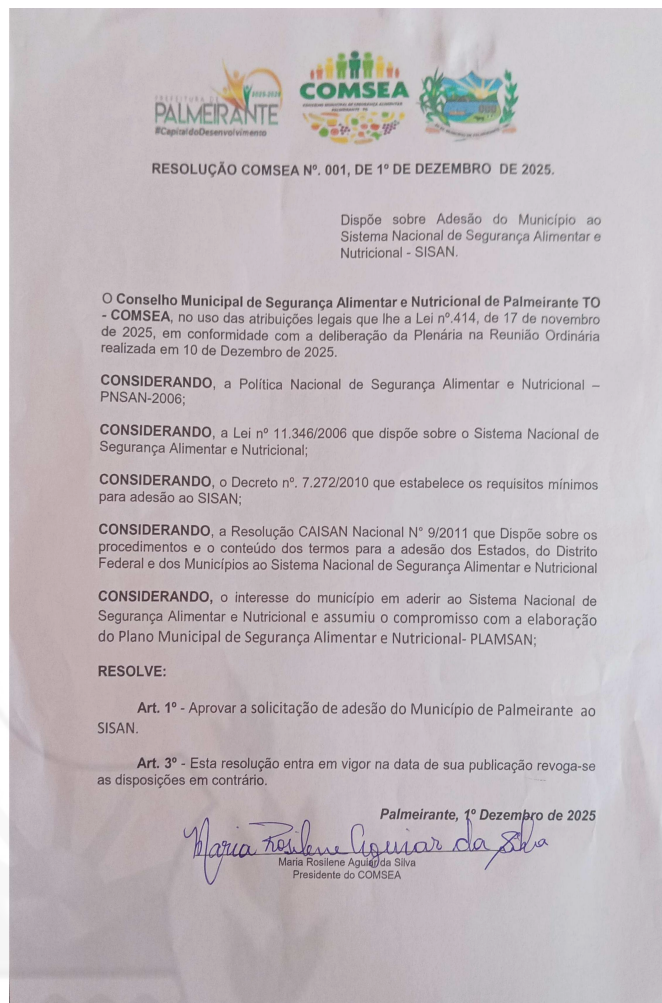 PREFEITURA DE 2025-2028
PALMEIRANTE
#CapitaldoDesenvolvimento
COMSEA
RESOLUÇÃO COMSEA Nº. 001, DE 1º DE DEZEMBRO DE 2025.
Dispõe sobre Adesão do Município ao
Sistema Nacional de Segurança Alimentar e
Nutricional - SISAN.
O Conselho Municipal de Segurança Alimentar e Nutricional de Palmeirante TO
- COMSEA, no uso das atribuições legais que lhe a Lei nº.414, de 17 de novembro
de 2025, em conformidade com a deliberação da Plenária na Reunião Ordinária
realizada em 10 de Dezembro de 2025.
CONSIDERANDO, a Política Nacional de Segurança Alimentar e Nutricional –
PNSAN-2006;
CONSIDERANDO, a Lei nº 11.346/2006 que dispõe sobre o Sistema Nacional de
Segurança Alimentar e Nutricional;
CONSIDERANDO, o Decreto nº. 7.272/2010 que estabelece os requisitos mínimos
para adesão ao SISAN;
CONSIDERANDO, a Resolução CAISAN Nacional N° 9/2011 que Dispõe sobre os
procedimentos e o conteúdo dos termos para a adesão dos Estados, do Distrito
Federal e dos Municípios ao Sistema Nacional de Segurança Alimentar e Nutricional
CONSIDERANDO, o interesse do município em aderir ao Sistema Nacional de
Segurança Alimentar e Nutricional e assumiu o compromisso com a elaboração
do Plano Municipal de Segurança Alimentar e Nutricional- PLAMSAN;
RESOLVE:
Art. 1º - Aprovar a solicitação de adesão do Município de Palmeirante ao
SISAN.
Art. 3º - Esta resolução entra em vigor na data de sua publicação revoga-se
as disposições em contrário.
Palmeirante, 1º Dezembro de 2025
Maria Rosilene Aguiar da Silva
Maria Rosilene Aguiar da Silva
Presidente do COMSEA